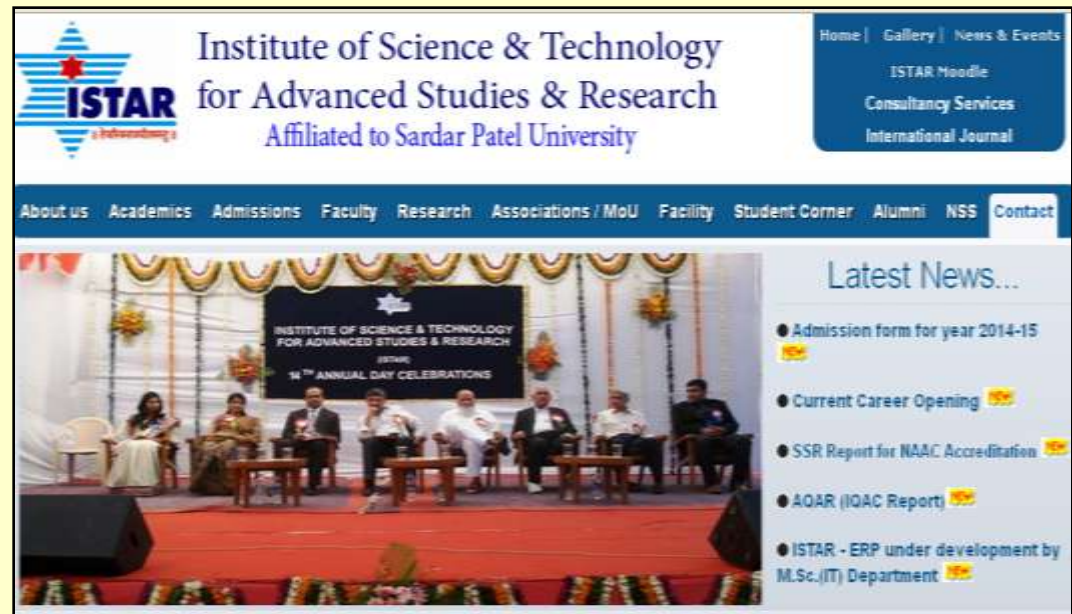 Institute of Science & Technology
for Advanced Studies & Research
Affiliated to Sardar Patel University
ISTAR
Home | Gallery | News & Events
ISTAR Moodle
Consultancy Services
International Journal
About us Academics Admissions Faculty Research Associations / MoU Facility Student Corner Alumni NSS Contact
INSTITUTE OF SCIENCE & TECHNOLOGY
FOR ADVANCED STUDIES & RESEARCH
(ISTAR)
14TH ANNUAL DAY CELEBRATIONS
Latest News...
Admission form for year 2014-15
NEW
Current Career Opening NEW
SSR Report for NAAC Accreditation NEW
AQAR (IQAC Report) NEW
ISTAR - ERP under development by
M.Sc.(IT) Department NEW